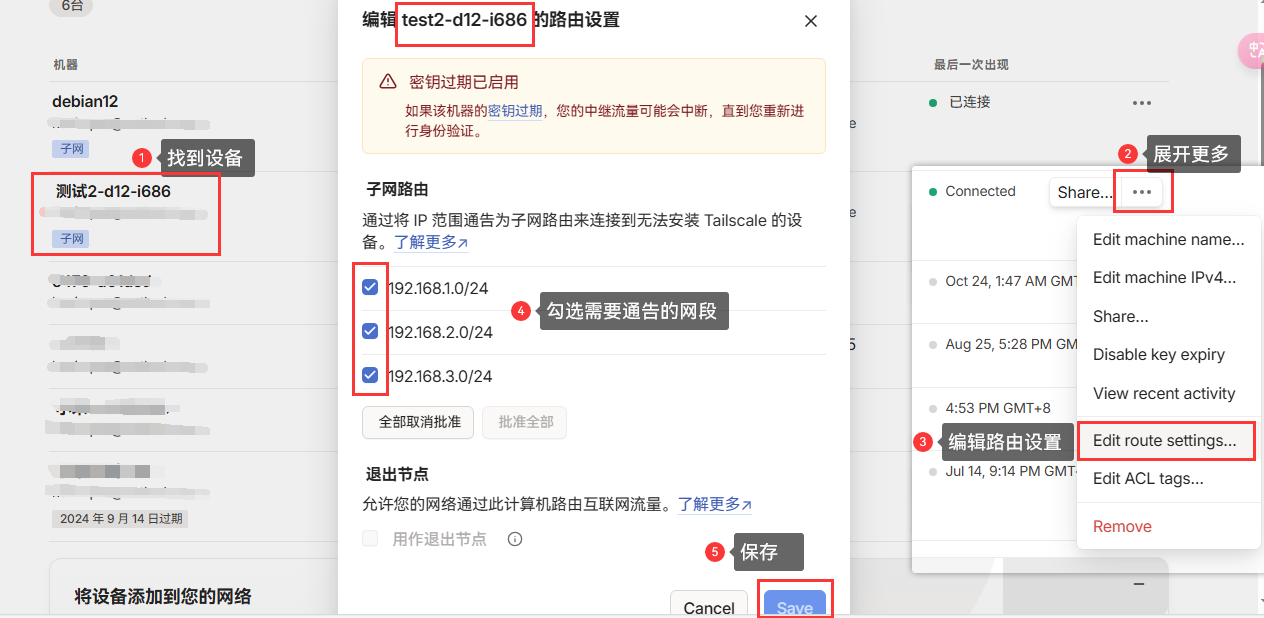 6台
机器
debian12
子网
1 找到设备
测试2-d12-i686
子网
2024 年 9 月 14 日过期
将设备添加到您的网络
编辑 test2-d12-i686 的路由设置
密钥过期已启用
如果该机器的密钥过期，您的中继流量可能会中断，直到您重新进
行身份验证。
子网路由
通过将 IP 范围通告为子网路由来连接到无法安装 Tailscale 的设
备。了解更多↗
192.168.1.0/24
4 勾选需要通告的网段
192.168.2.0/24
192.168.3.0/24
全部取消批准 批准全部
退出节点
允许您的网络通过此计算机路由互联网流量。了解更多↗
用作退出节点
5 保存
Cancel Save
最后一次出现
已连接
2 展开更多
Connected Share...
Edit machine name...
Oct 24, 1:47 AM GMT
Edit machine IPv4...
Share...
Aug 25, 5:28 PM GM
Disable key expiry
View recent activity
4:53 PM GMT+8
3 编辑路由设置
Edit route settings...
Jul 14, 9:14 PM GMT
Edit ACL tags...
Remove